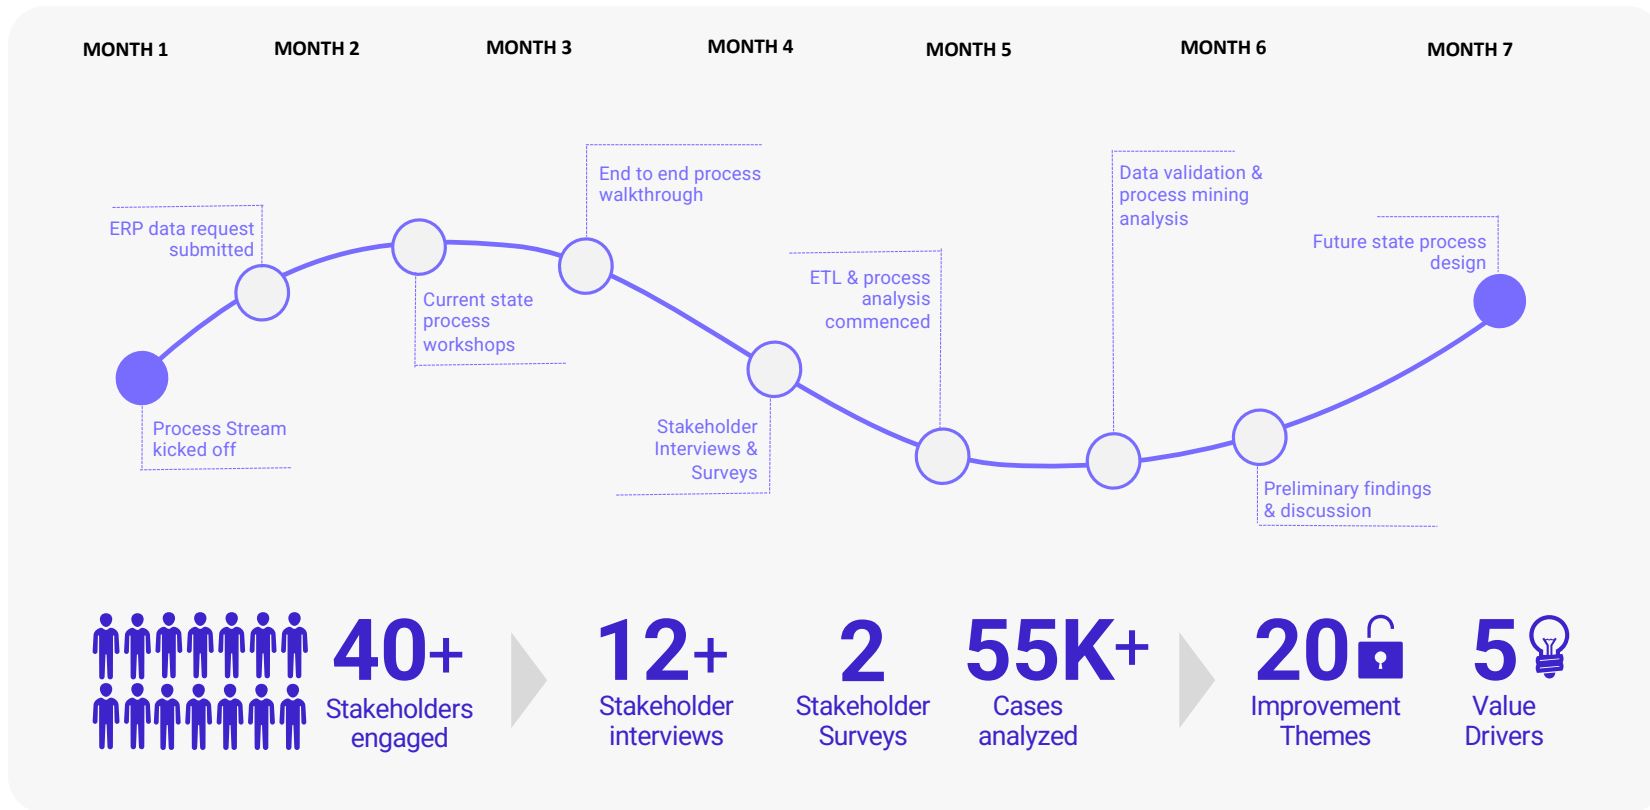 MONTH 1
MONTH 2
MONTH 3
MONTH 4
MONTH 5
MONTH 6
MONTH 7
ERP data request
submitted
End to end process
walkthrough
Data validation &
process mining
analysis
Future state process
design
Current state
process
workshops
ETL & process
analysis
commenced
Process Stream
kicked off
Stakeholder
Interviews &
Surveys
Preliminary findings
& discussion
40+
Stakeholders
engaged
12+
Stakeholder
interviews
2
Stakeholder
Surveys
55K+
Cases
analyzed
20
Improvement
Themes
5
Value
Drivers